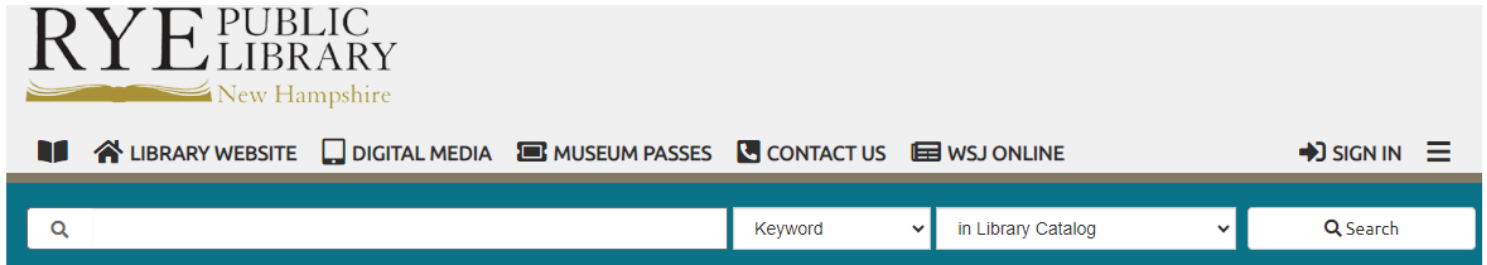 RYE PUBLIC
LIBRARY
New Hampshire
LIBRARY WEBSITE DIGITAL MEDIA MUSEUM PASSES CONTACT US WSJ ONLINE SIGN IN
Keyword in Library Catalog Search